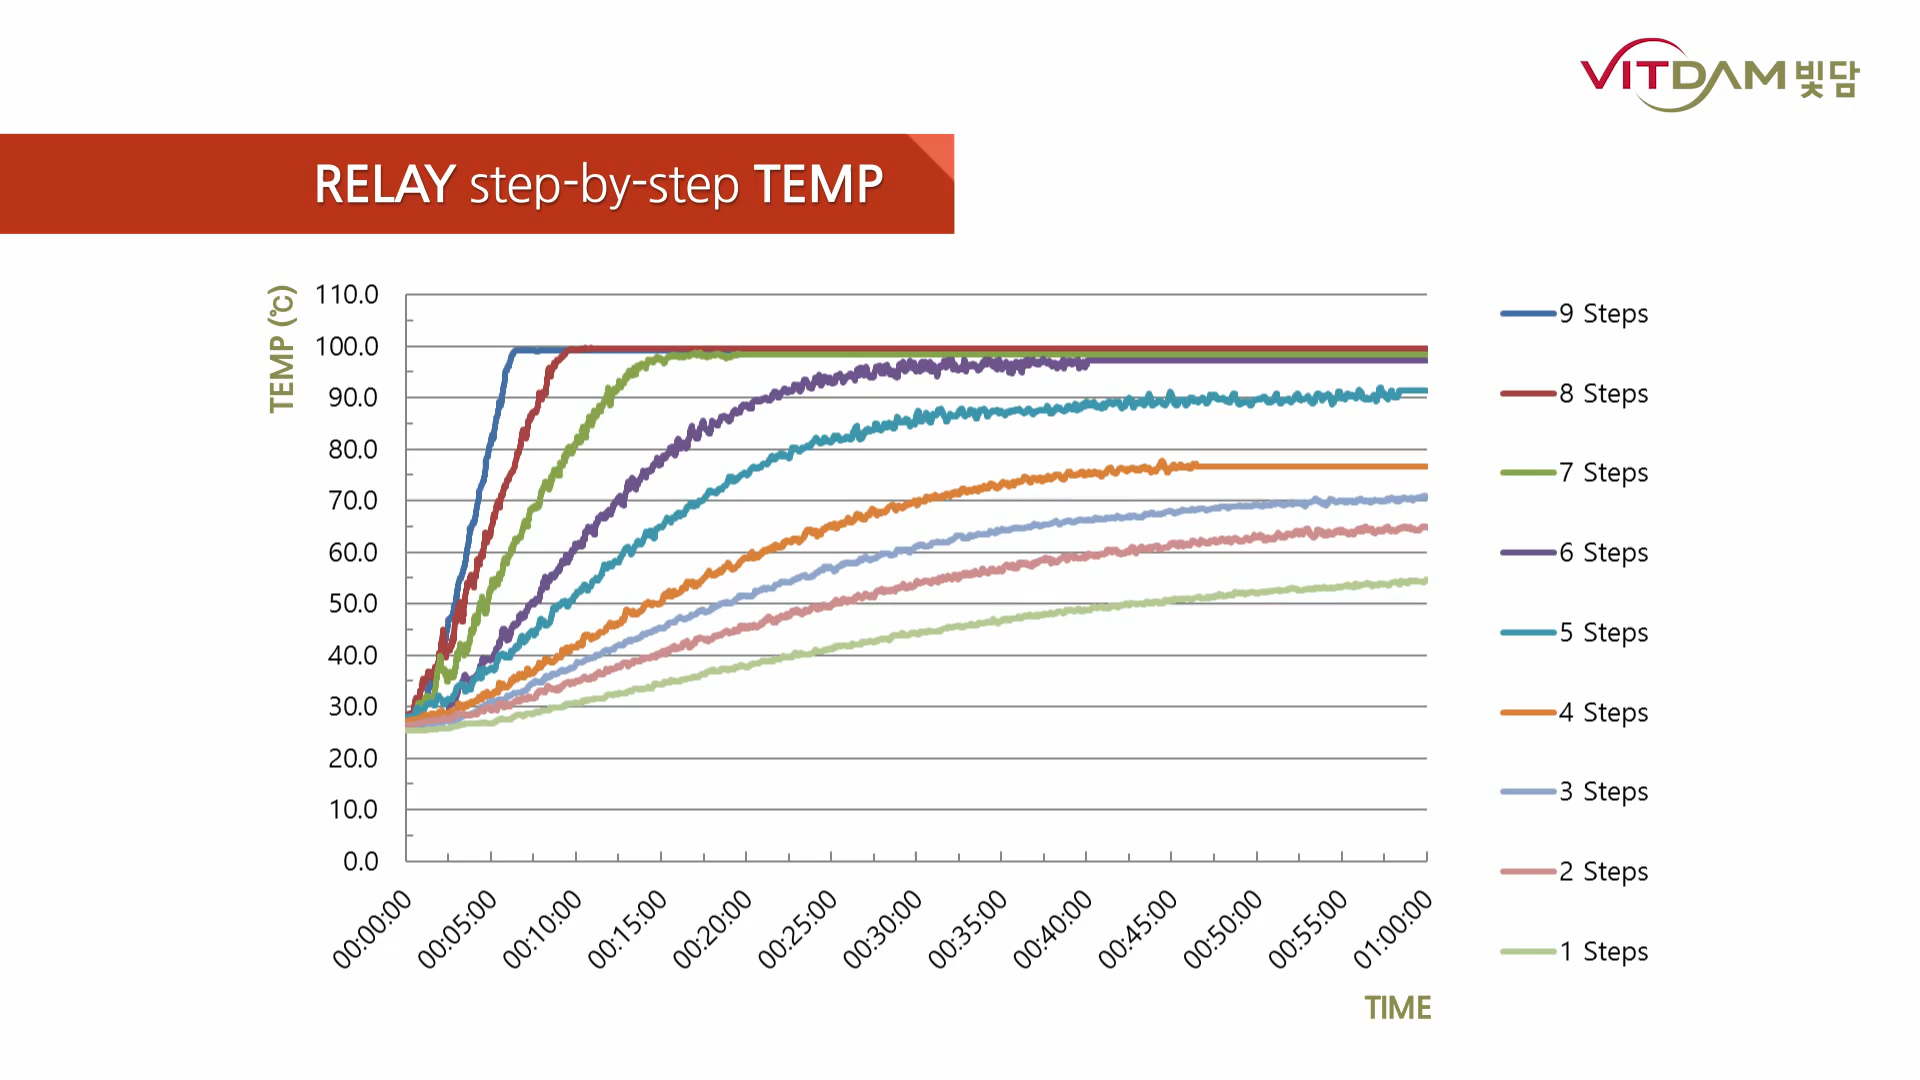 VITDAM 빛담
RELAY step-by-step TEMP
TEMP (℃)
110.0
100.0
90.0
80.0
70.0
60.0
50.0
40.0
30.0
20.0
10.0
0.0
00:00:00
00:05:00
00:10:00
00:15:00
00:20:00
00:25:00
00:30:00
00:35:00
00:40:00
00:45:00
00:50:00
00:55:00
01:00:00
TIME
9 Steps
8 Steps
7 Steps
6 Steps
5 Steps
4 Steps
3 Steps
2 Steps
1 Steps